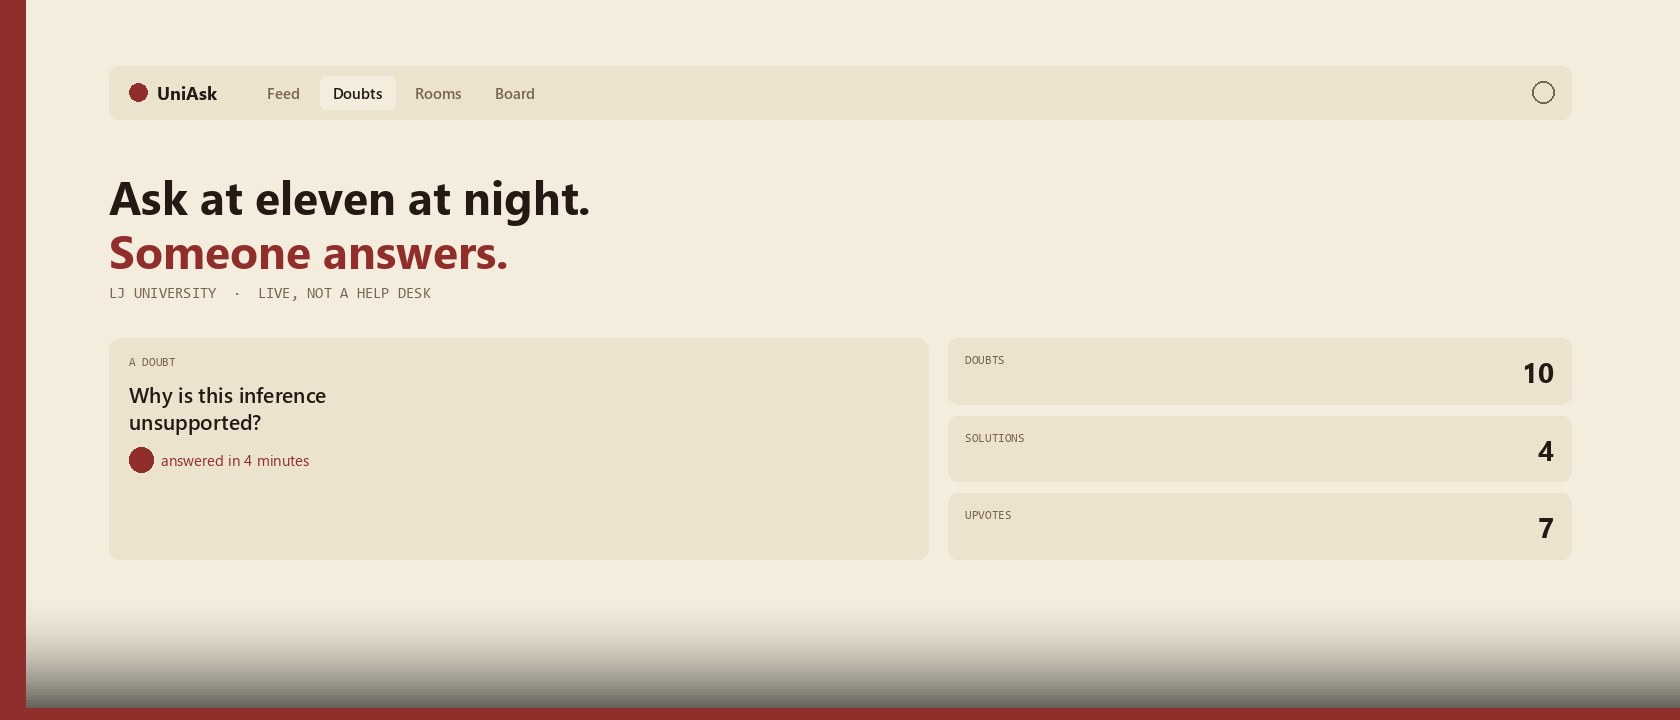 UniAsk Feed Doubts Rooms Board
Ask at eleven at night.
Someone answers.
LJ UNIVERSITY · LIVE, NOT A HELP DESK
A DOUBT
Why is this inference
unsupported?
answered in 4 minutes
DOUBTS
10
SOLUTIONS
4
UPVOTES
7